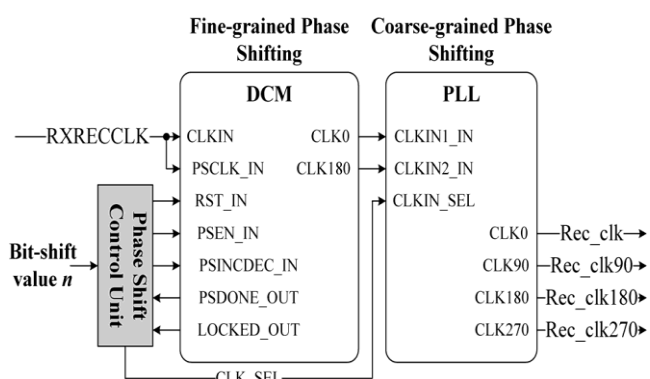 Fine-grained Phase Shifting
Coarse-grained Phase Shifting
DCM
PLL
RXRECCLK
CLKIN
CLK0
CLKIN1_IN
PSCLK_IN
CLK180
CLKIN2_IN
RST_IN
CLKIN_SEL
Phase Shift
Control Unit
PSEN_IN
CLK0
Rec_clk
Bit-shift
value n
PSINCDEC_IN
CLK90
Rec_clk90
PSDONE_OUT
CLK180
Rec_clk180
LOCKED_OUT
CLK270
Rec_clk270
CLK_SEL